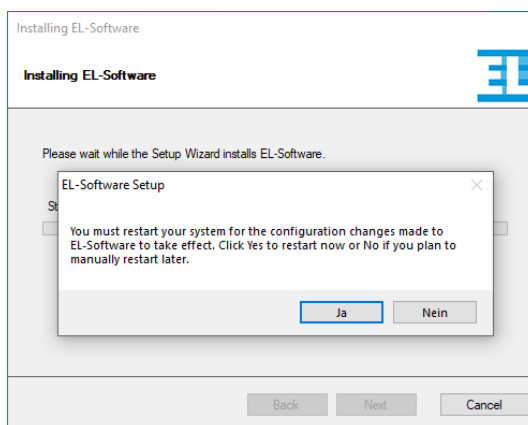 Installing EL-Software
Installing EL-Software
EL
Please wait while the Setup Wizard installs EL-Software.
EL-Software Setup
St
You must restart your system for the configuration changes made to
EL-Software to take effect. Click Yes to restart now or No if you plan to
manually restart later.
Ja Nein
Back Next Cancel